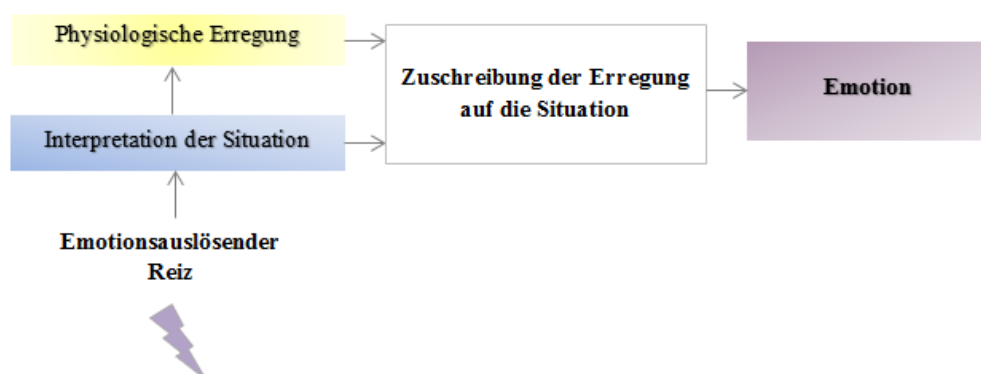 Physiologische Erregung
Zuschreibung der Erregung
auf die Situation
Emotion
Interpretation der Situation
Emotionsauslösender
Reiz